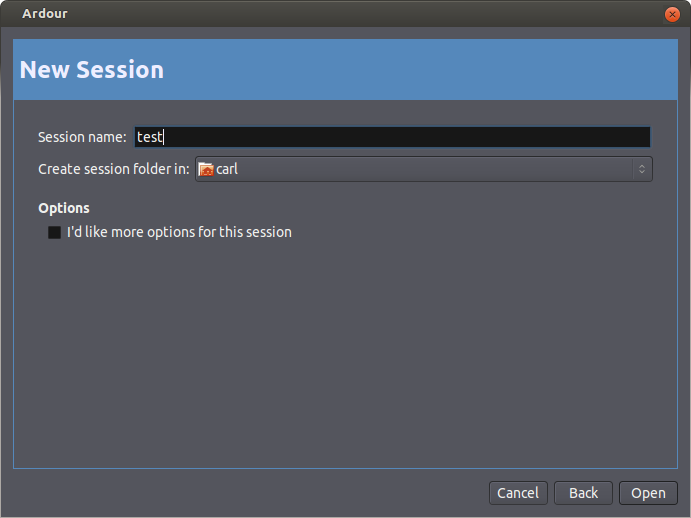 Ardour
New Session
Session name: test
Create session folder in: carl
Options
I'd like more options for this session
Cancel Back Open